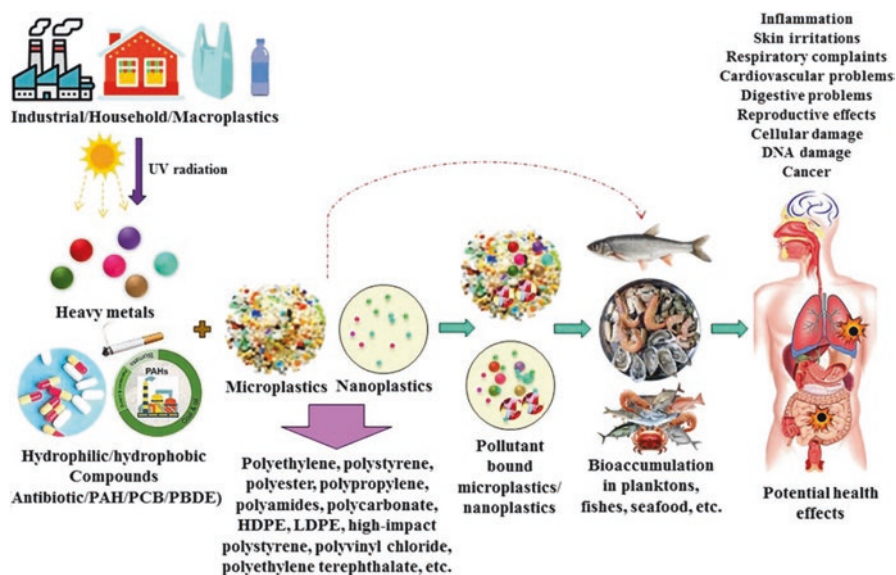 Industrial/Household/Macroplastics
UV radiation
Heavy metals
PAHs
Hydrophilic/hydrophobic
Compounds
Antibiotic/PAH/PCB/PBDE)
Microplastics
Nanoplastics
Polyethylene, polystyrene,
polyester, polypropylene,
polyamides, polycarbonate,
HDPE, LDPE, high-impact
polystyrene, polyvinyl chloride,
polyethylene terephthalate, etc.
Pollutant
bound
microplastics/
nanoplastics
Bioaccumulation
in planktons,
fishes, seafood, etc.
Inflammation
Skin irritations
Respiratory complaints
Cardiovascular problems
Digestive problems
Reproductive effects
Cellular damage
DNA damage
Cancer
Potential health
effects